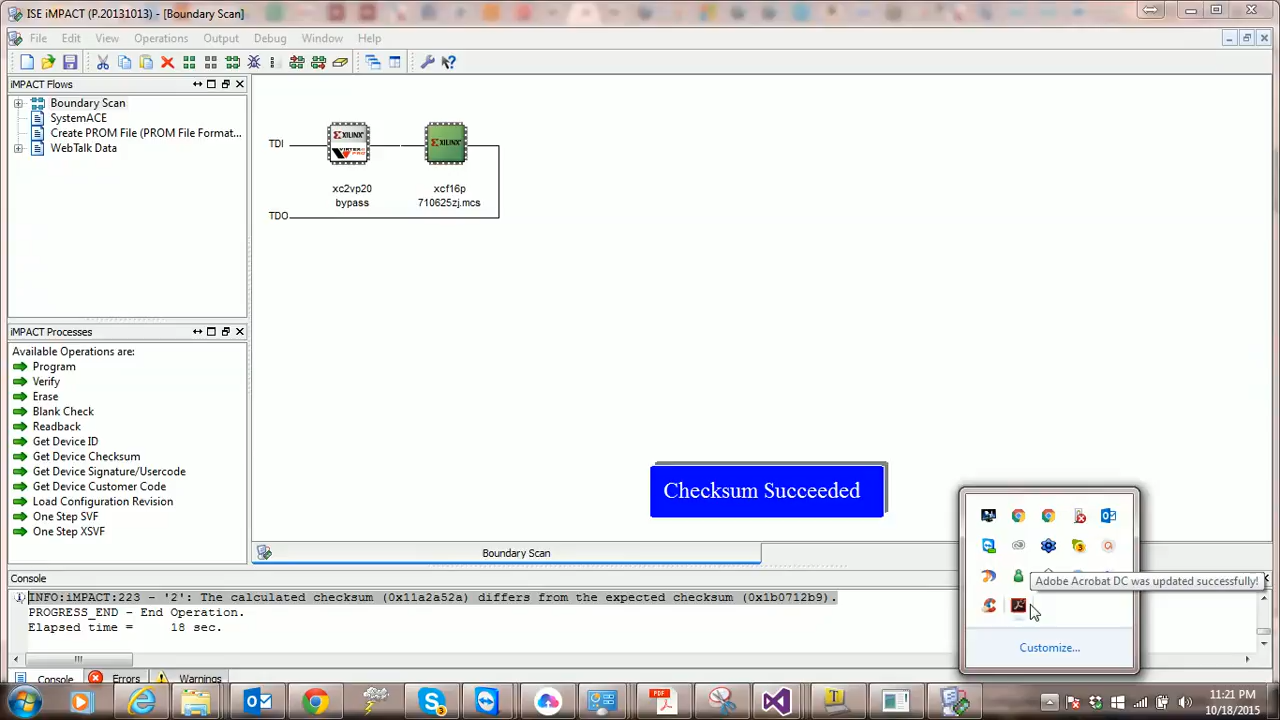 ISE iMPACT (P.20131013) - [Boundary Scan]
File Edit View Operations Output Debug Window Help
iMPACT Flows
Boundary Scan
SystemACE
Create PROM File (PROM File Format...
WebTalk Data
TDI
XILINX
XILINX
xc2vp20
bypass
xcf16p
710625zj.mcs
TDO
iMPACT Processes
Available Operations are:
Program
Verify
Erase
Blank Check
Readback
Get Device ID
Get Device Checksum
Get Device Signature/Usercode
Get Device Customer Code
Load Configuration Revision
One Step SVF
One Step XSVF
Checksum Succeeded
Boundary Scan
Adobe Acrobat DC was updated successfully!
Customize...
Console
INFO:iMPACT:223 - '2': The calculated checksum (0x11a2a52a) differs from the expected checksum (0x1b0712b9).
PROGRESS_END - End Operation.
Elapsed time = 18 sec.
Console Errors Warnings
PDF
11:21 PM
10/18/2015